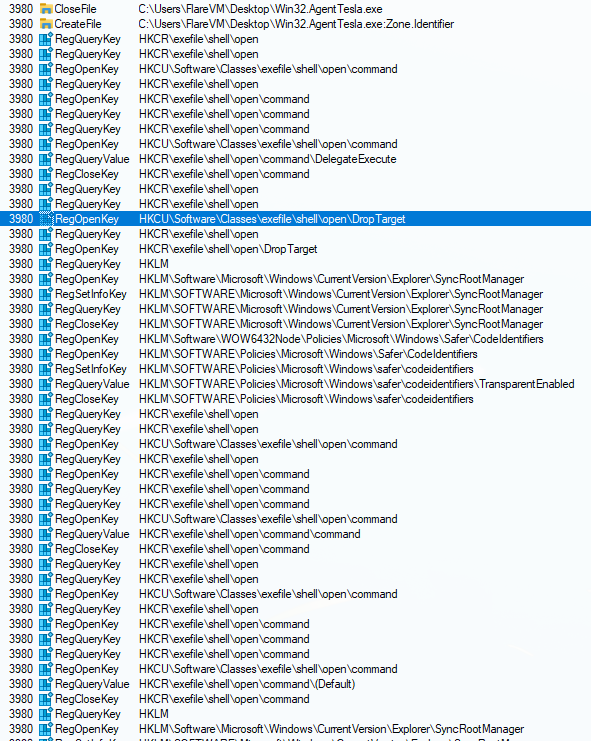 3980 CloseFile C:\Users\FlareVM\Desktop\Win32.AgentTesla.exe
3980 CreateFile C:\Users\FlareVM\Desktop\Win32.AgentTesla.exe:Zone.Identifier
3980 RegQueryKey HKCR\exefile\shell\open
3980 RegQueryKey HKCR\exefile\shell\open
3980 RegOpenKey HKCU\Software\Classes\exefile\shell\open\command
3980 RegQueryKey HKCR\exefile\shell\open
3980 RegOpenKey HKCR\exefile\shell\open\command
3980 RegQueryKey HKCR\exefile\shell\open\command
3980 RegQueryKey HKCR\exefile\shell\open\command
3980 RegOpenKey HKCU\Software\Classes\exefile\shell\open\command
3980 RegQueryValue HKCR\exefile\shell\open\command\DelegateExecute
3980 RegCloseKey HKCR\exefile\shell\open\command
3980 RegQueryKey HKCR\exefile\shell\open
3980 RegQueryKey HKCR\exefile\shell\open
3980 RegOpenKey HKCU\Software\Classes\exefile\shell\open\DropTarget
3980 RegQueryKey HKCR\exefile\shell\open
3980 RegOpenKey HKCR\exefile\shell\open\DropTarget
3980 RegQueryKey HKLM
3980 RegOpenKey HKLM\Software\Microsoft\Windows\CurrentVersion\Explorer\SyncRootManager
3980 RegSetInfoKey HKLM\SOFTWARE\Microsoft\Windows\CurrentVersion\Explorer\SyncRootManager
3980 RegQueryKey HKLM\SOFTWARE\Microsoft\Windows\CurrentVersion\Explorer\SyncRootManager
3980 RegCloseKey HKLM\SOFTWARE\Microsoft\Windows\CurrentVersion\Explorer\SyncRootManager
3980 RegOpenKey HKLM\Software\WOW6432Node\Policies\Microsoft\Windows\Safer\CodeIdentifiers
3980 RegOpenKey HKLM\SOFTWARE\Policies\Microsoft\Windows\Safer\CodeIdentifiers
3980 RegSetInfoKey HKLM\SOFTWARE\Policies\Microsoft\Windows\safer\codeidentifiers
3980 RegQueryValue HKLM\SOFTWARE\Policies\Microsoft\Windows\safer\codeidentifiers\TransparentEnabled
3980 RegCloseKey HKLM\SOFTWARE\Policies\Microsoft\Windows\safer\codeidentifiers
3980 RegQueryKey HKCR\exefile\shell\open
3980 RegQueryKey HKCR\exefile\shell\open
3980 RegOpenKey HKCU\Software\Classes\exefile\shell\open\command
3980 RegQueryKey HKCR\exefile\shell\open
3980 RegOpenKey HKCR\exefile\shell\open\command
3980 RegQueryKey HKCR\exefile\shell\open\command
3980 RegQueryKey HKCR\exefile\shell\open\command
3980 RegOpenKey HKCU\Software\Classes\exefile\shell\open\command
3980 RegQueryValue HKCR\exefile\shell\open\command\command
3980 RegCloseKey HKCR\exefile\shell\open\command
3980 RegQueryKey HKCR\exefile\shell\open
3980 RegQueryKey HKCR\exefile\shell\open
3980 RegOpenKey HKCU\Software\Classes\exefile\shell\open\command
3980 RegQueryKey HKCR\exefile\shell\open
3980 RegOpenKey HKCR\exefile\shell\open\command
3980 RegQueryKey HKCR\exefile\shell\open\command
3980 RegQueryKey HKCR\exefile\shell\open\command
3980 RegOpenKey HKCU\Software\Classes\exefile\shell\open\command
3980 RegQueryValue HKCR\exefile\shell\open\command\(Default)
3980 RegCloseKey HKCR\exefile\shell\open\command
3980 RegQueryKey HKLM
3980 RegOpenKey HKLM\Software\Microsoft\Windows\CurrentVersion\Explorer\SyncRootManager